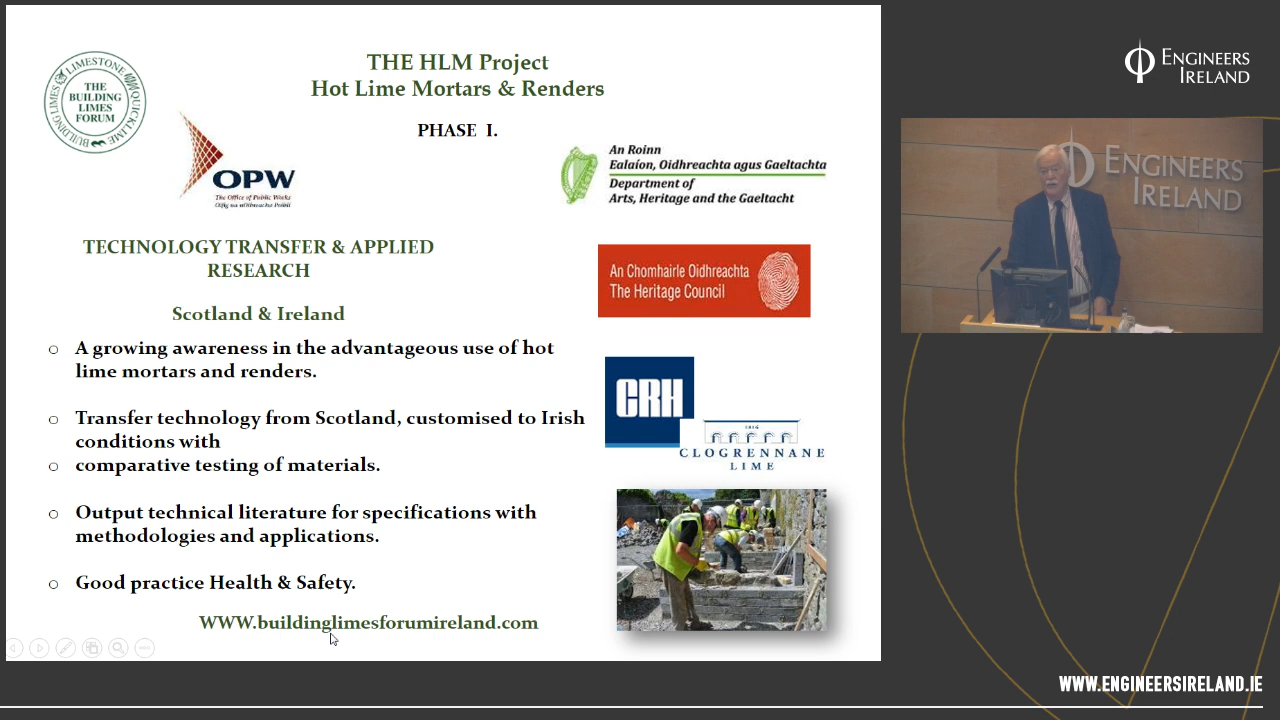 THE HLM Project
Hot Lime Mortars & Renders
PHASE I.
LIMESTONE
QUICKLIME
BUILDING LIMES
THE
BUILDING
LIMES
FORUM
OPW
The Office of Public Works
Oifig na nOibreacha Poiblí
An Roinn
Ealaíon, Oidhreachta agus Gaeltachta
Department of
Arts, Heritage and the Gaeltacht
TECHNOLOGY TRANSFER & APPLIED
RESEARCH
An Chomhairle Oidhreachta
The Heritage Council
Scotland & Ireland
o A growing awareness in the advantageous use of hot
lime mortars and renders.
o Transfer technology from Scotland, customised to Irish
conditions with
o comparative testing of materials.
CRH
1816
CLOGRENNANE
LIME
o Output technical literature for specifications with
methodologies and applications.
o Good practice Health & Safety.
WWW.buildinglimesforumireland.com
ENGINEERS
IRELAND
ENGINEERS
IRELAND
WWW.ENGINEERSIRELAND.IE